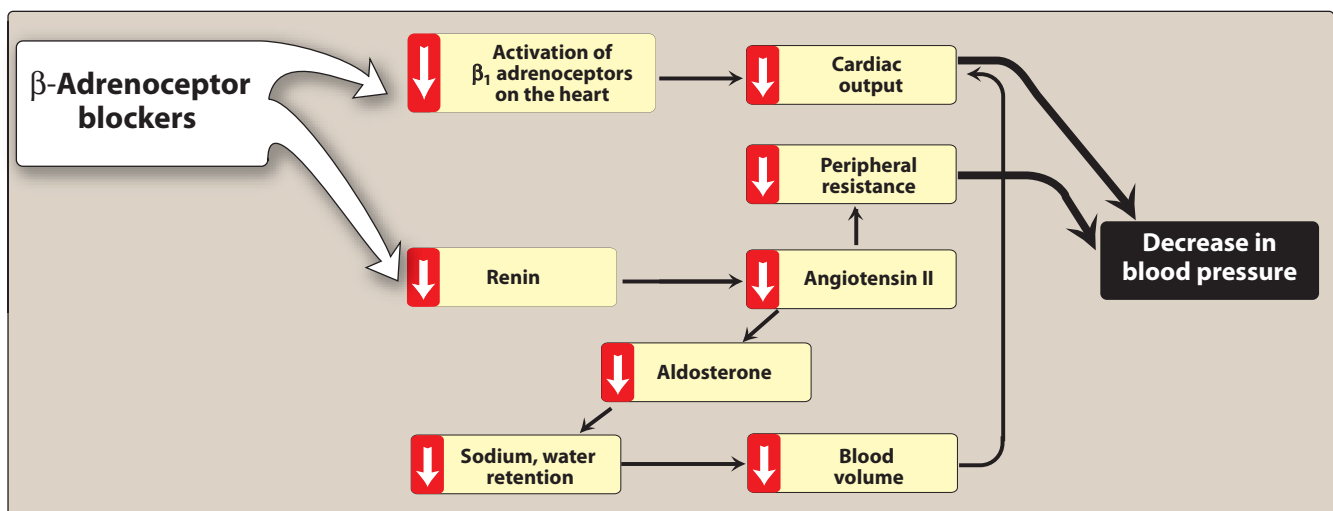 β-Adrenoceptor
blockers
Activation of
β₁ adrenoceptors
on the heart
Cardiac
output
Peripheral
resistance
Renin
Angiotensin II
Decrease in
blood pressure
Aldosterone
Sodium, water
retention
Blood
volume